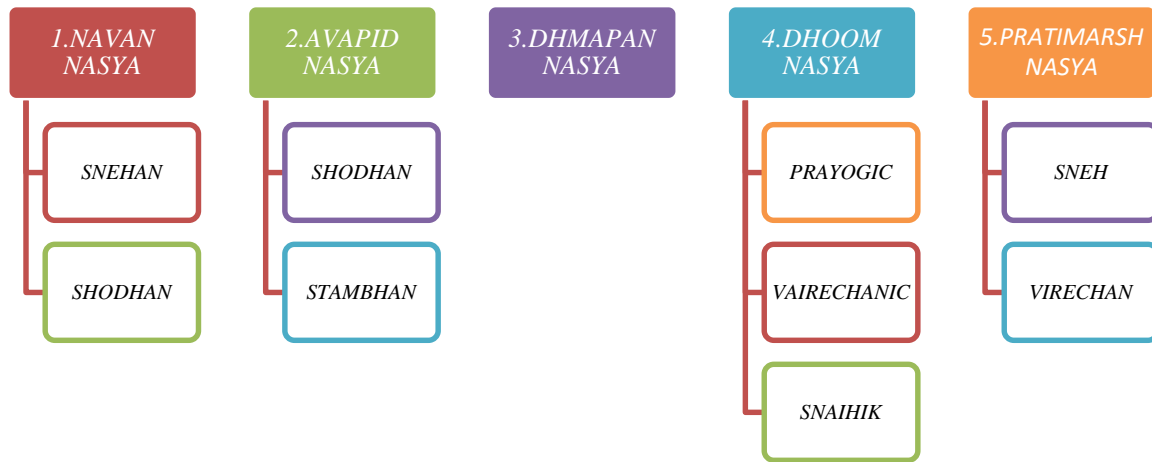 1.NAVAN
NASYA
SNEHAN
SHODHAN
2.AVAPID
NASYA
SHODHAN
STAMBHAN
3.DHMAPAN
NASYA
4.DHOOM
NASYA
PRAYOGIC
VAIRECHANIC
SNAIHIK
5.PRATIMARSH
NASYA
SNEH
VIRECHAN